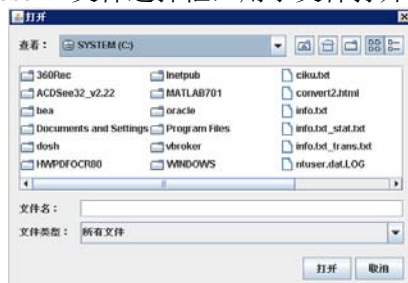 文件选择框，用于文件打开
打开
查看： SYSTEM (C:)
360Rec Inetpub ciku.txt
ACDSee32_v2.22 MATLAB701 convert2.html
bea oracle info.txt
Documents and Settings Program Files info.txt_stat.txt
dosh vbroker info.txt_trans.txt
HWPDFOCR80 WINDOWS ntuser.dat.LOG
文件名：
文件类型： 所有文件
打开 取消